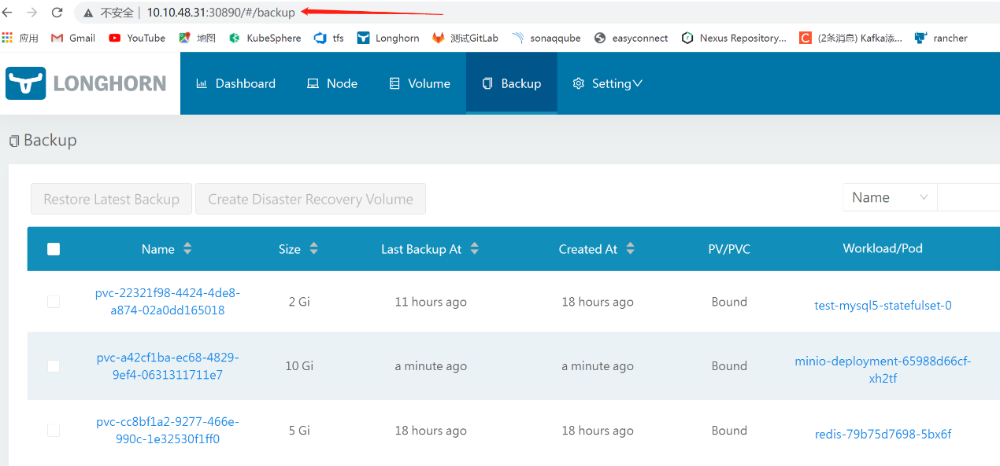 不安全 | 10.10.48.31:30890/#/backup
应用 Gmail YouTube 地图 KubeSphere tfs Longhorn 测试GitLab sonaqqube easyconnect Nexus Repository... (2条消息) Kafka添... rancher
LONGHORN Dashboard Node Volume Backup Setting
Backup
Restore Latest Backup Create Disaster Recovery Volume Name
Name Size Last Backup At Created At PV/PVC Workload/Pod
pvc-22321f98-4424-4de8-
a874-02a0dd165018 2 Gi 11 hours ago 18 hours ago Bound test-mysql5-statefulset-0
pvc-a42cf1ba-ec68-4829-
9ef4-0631311711e7 10 Gi a minute ago a minute ago Bound minio-deployment-65988d66cf-
xh2tf
pvc-cc8bf1a2-9277-466e-
990c-1e32530f1ff0 5 Gi 18 hours ago 18 hours ago Bound redis-79b75d7698-5bx6f